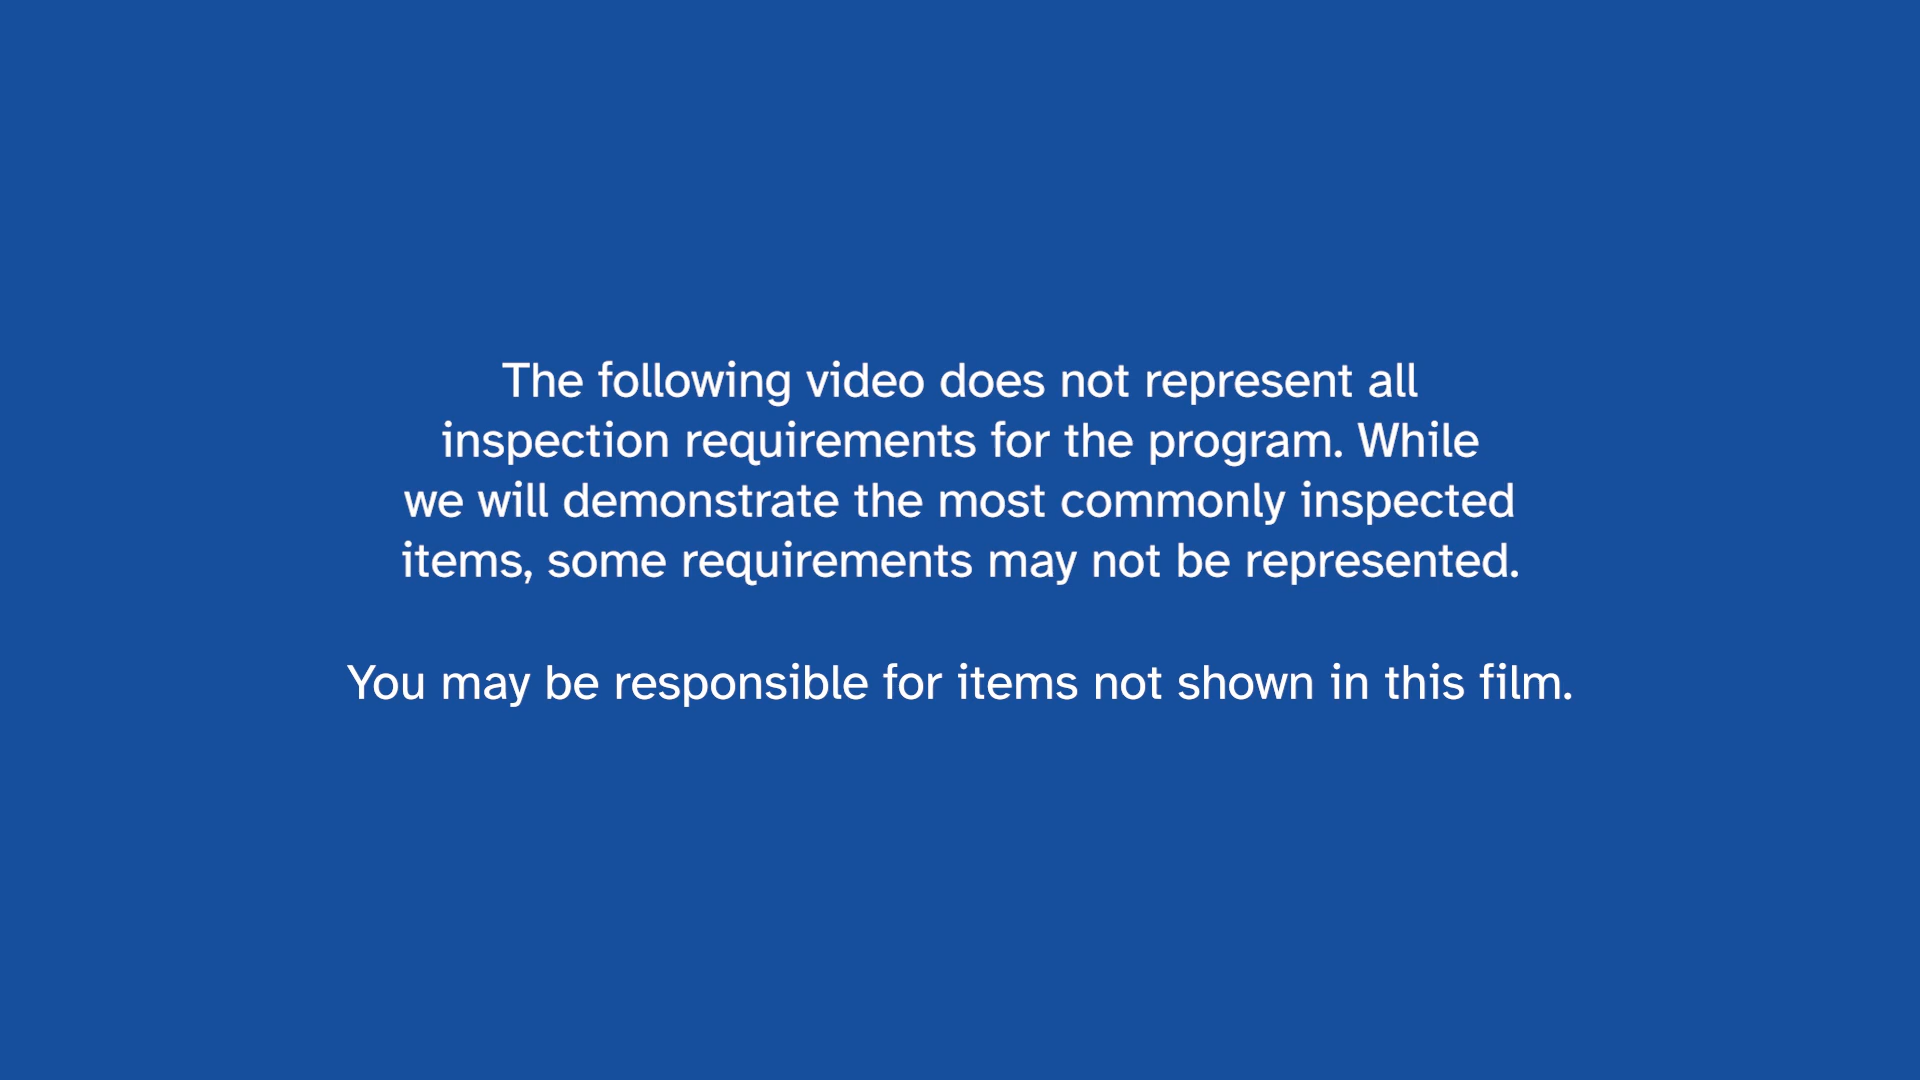 The following video does not represent all
inspection requirements for the program. While
we will demonstrate the most commonly inspected
items, some requirements may not be represented.
You may be responsible for items not shown in this film.